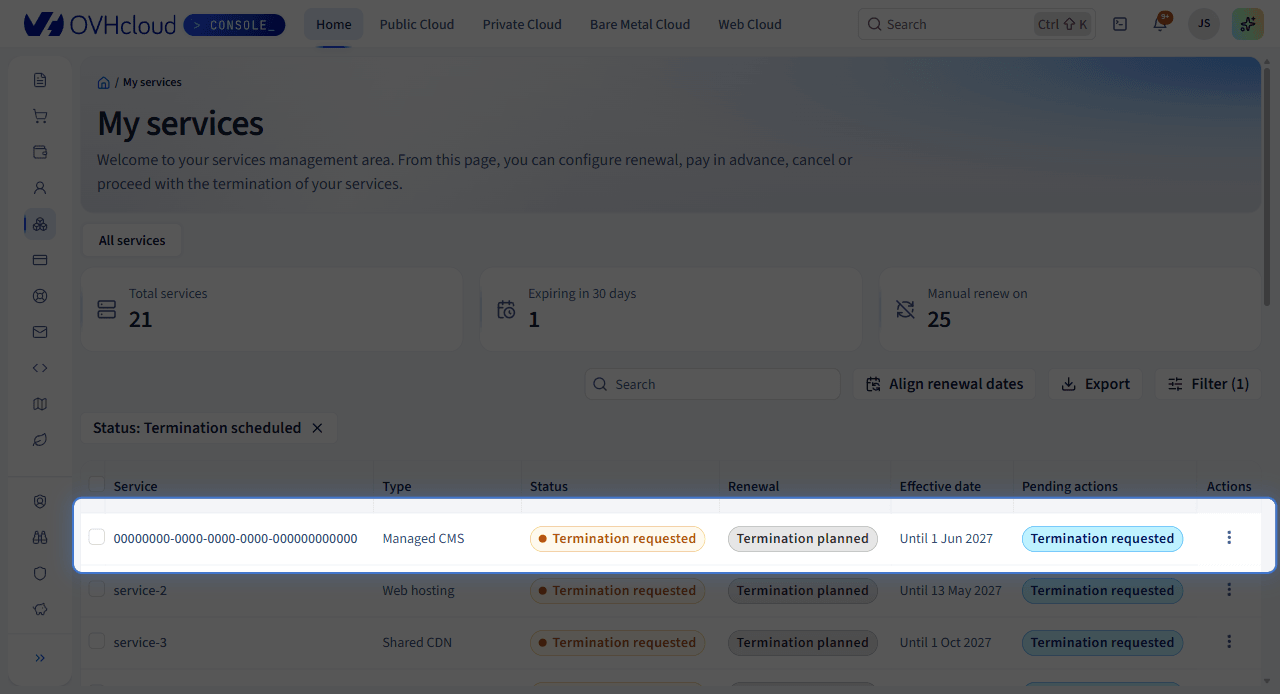 OVHcloud > CONSOLE_ Home Public Cloud Private Cloud Bare Metal Cloud Web Cloud Search Ctrl K 9+ JS
/ My services
My services
Welcome to your services management area. From this page, you can configure renewal, pay in advance, cancel or
proceed with the termination of your services.
All services
Total services
21
Expiring in 30 days
1
Manual renew on
25
Search Align renewal dates Export Filter (1)
Status: Termination scheduled
Service Type Status Renewal Effective date Pending actions Actions
00000000-0000-0000-0000-000000000000 Managed CMS Termination requested Termination planned Until 1 Jun 2027 Termination requested
service-2 Web hosting Termination requested Termination planned Until 13 May 2027 Termination requested
service-3 Shared CDN Termination requested Termination planned Until 1 Oct 2027 Termination requested